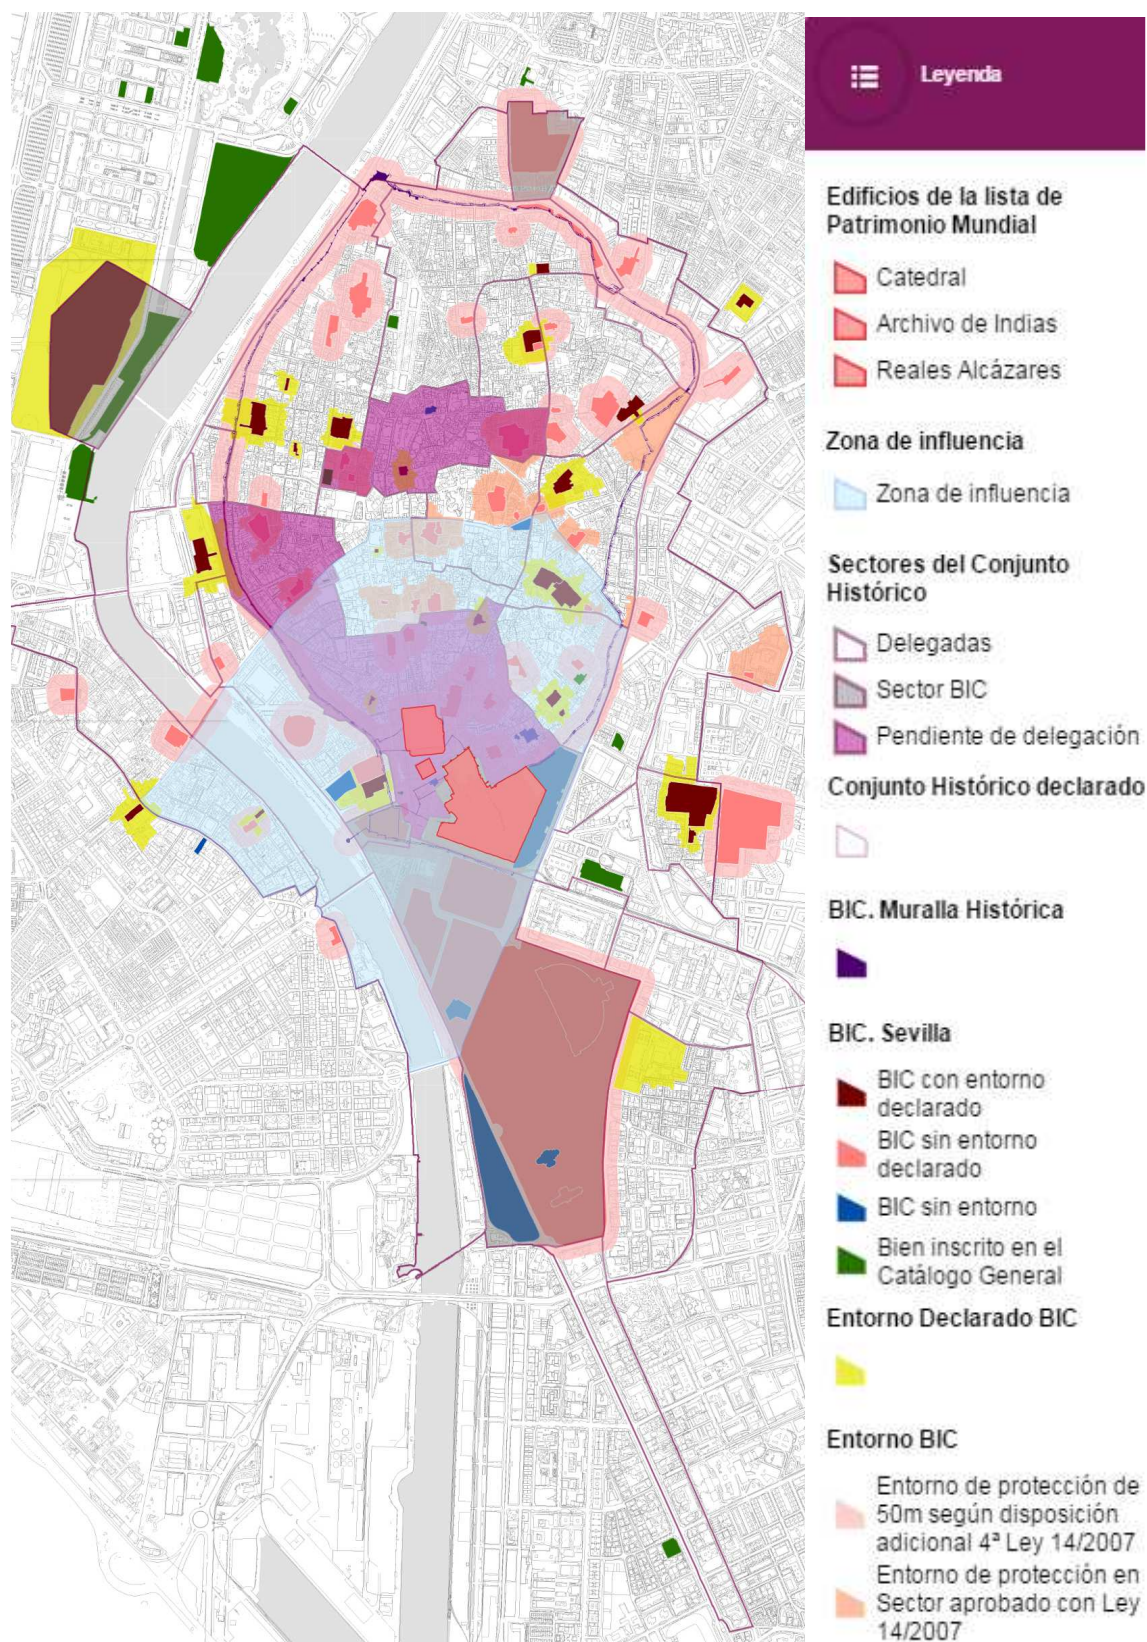 Leyenda
Edificios de la lista de
Patrimonio Mundial
Catedral
Archivo de Indias
Reales Alcázares
Zona de influencia
Zona de influencia
Sectores del Conjunto
Histórico
Delegadas
Sector BIC
Pendiente de delegación
Conjunto Histórico declarado
BIC. Muralla Histórica
BIC. Sevilla
BIC con entorno
declarado
BIC sin entorno
declarado
BIC sin entorno
Bien inscrito en el
Catálogo General
Entorno Declarado BIC
Entorno BIC
Entorno de protección de
50m según disposición
adicional 4ª Ley 14/2007
Entorno de protección en
Sector aprobado con Ley
14/2007